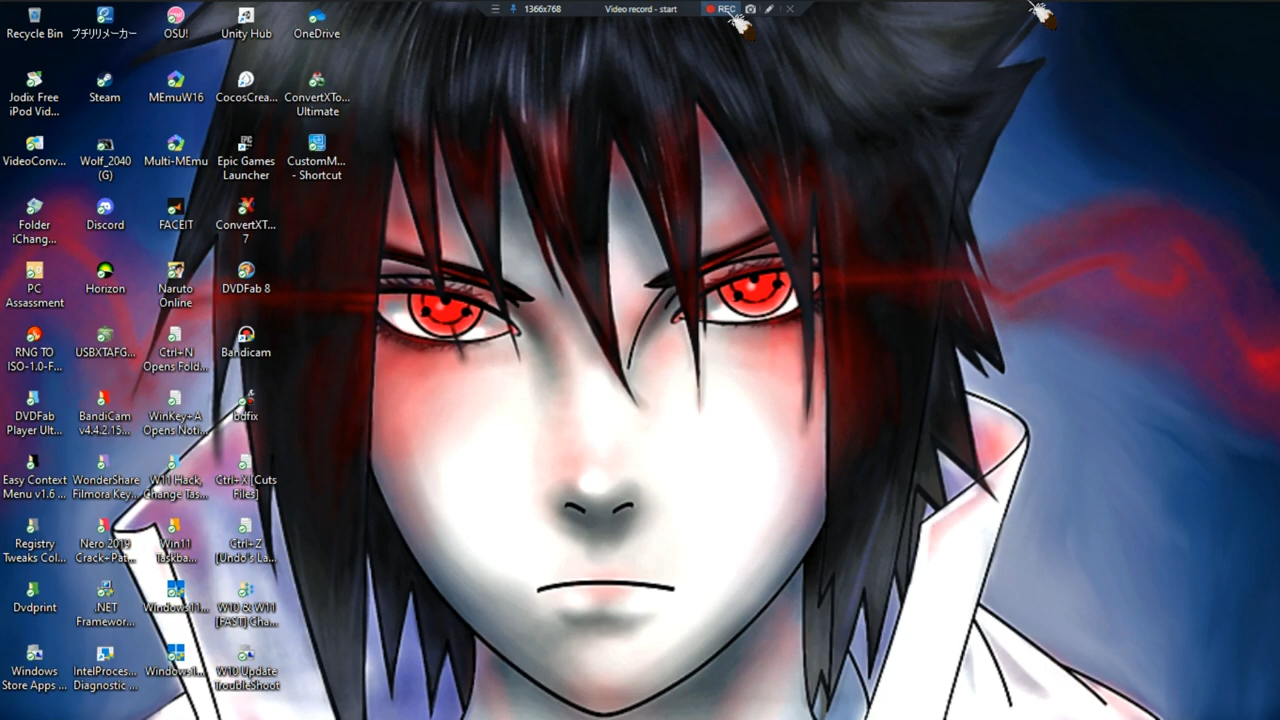 1366x768
Video record - start
REC
Recycle Bin
プチリリメーカー
OSU!
Unity Hub
OneDrive
Jodix Free
iPod Vid...
Steam
MEmuW16
CocosCrea...
ConvertXTo...
Ultimate
VideoConv...
Wolf_2040
(G)
Multi-MEmu
Epic Games
Launcher
CustomM...
- Shortcut
Folder
iChang...
Discord
FACEIT
ConvertXT...
7
PC
Assassment
Horizon
Naruto
Online
DVDFab 8
RNG TO
ISO-1.0-F...
USBXTAFG...
Ctrl+N
Opens Fold...
Bandicam
DVDFab
Player Ult...
BandiCam
v4.4.2.15...
WinKey+A
Opens Noti...
bdfix
Easy Context
Menu v1.6 ...
WonderShare
Filmora Key...
W11 Hack,
Change Tas...
Ctrl+X [Cuts
Files]
Registry
Tweaks Col...
Nero 2019
Crack+Pat...
Win11
Taskba...
Ctrl+Z
[Undo's La...
Dvdprint
.NET
Framewor...
Windows11...
W10 & W11
[FAST] Cha...
Windows
Store Apps ...
IntelProces...
Diagnostic ...
W10 Update
TroubleShoot